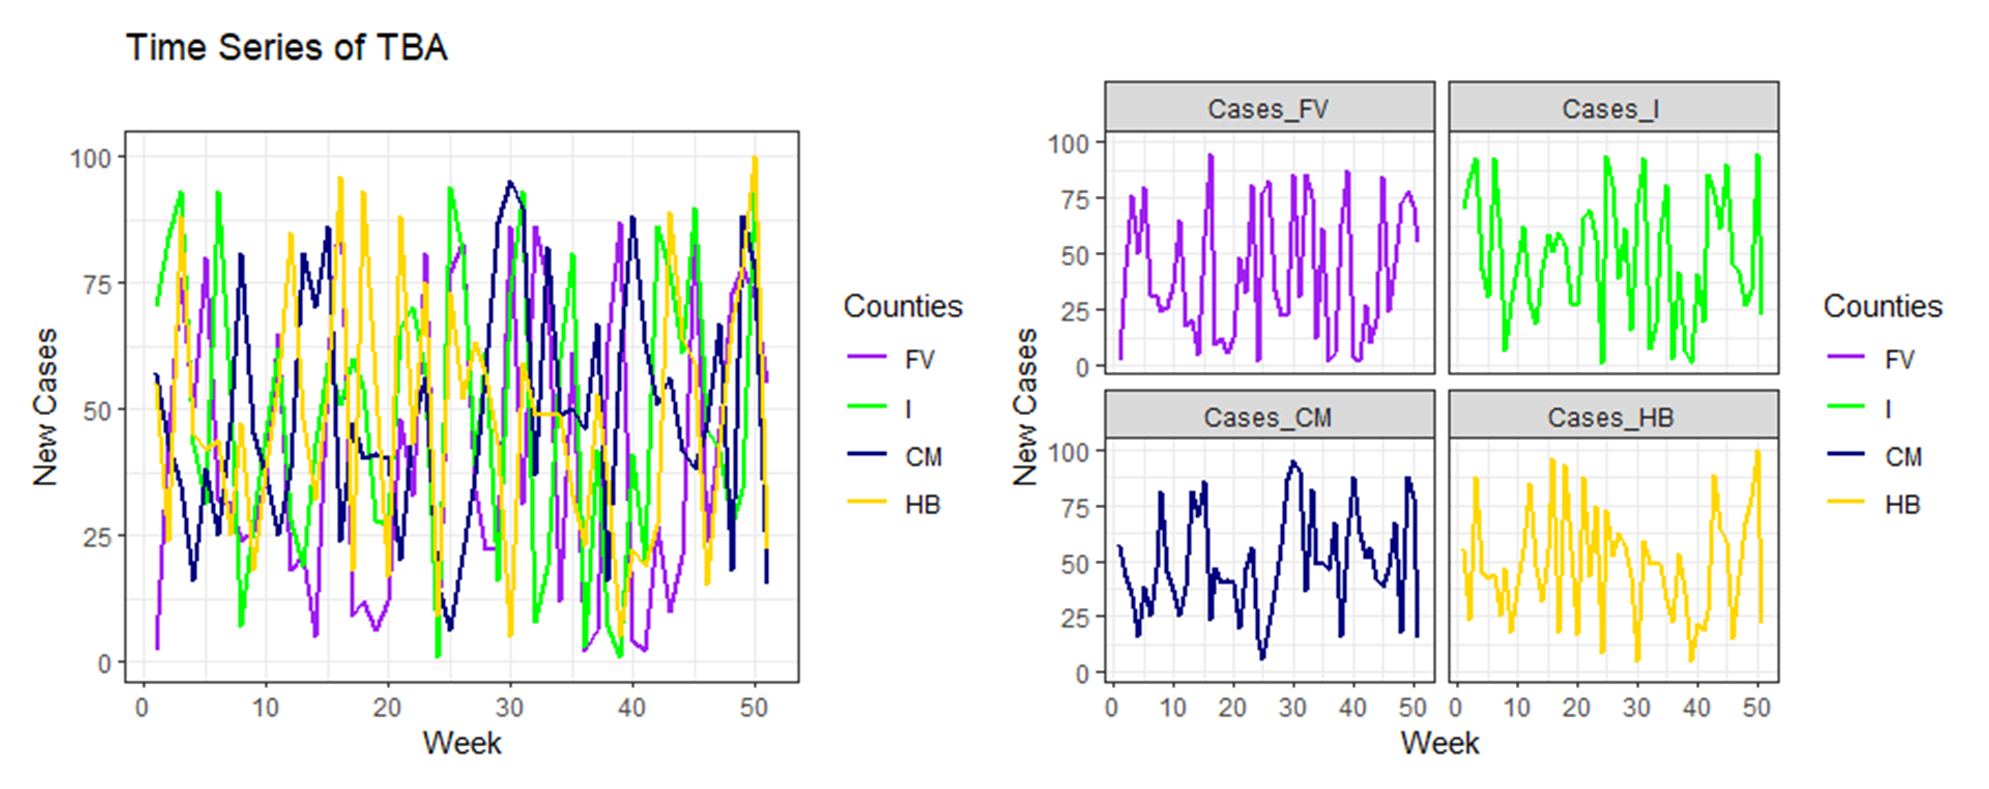 Time Series of TBA
New Cases
100
75
50
25
0
0 10 20 30 40 50
Week
Counties
FV
I
CM
HB
New Cases
Cases_FV Cases_I
100
75
50
25
0
Cases_CM Cases_HB
100
75
50
25
0
0 10 20 30 40 50 0 10 20 30 40 50
Week
Counties
FV
I
CM
HB